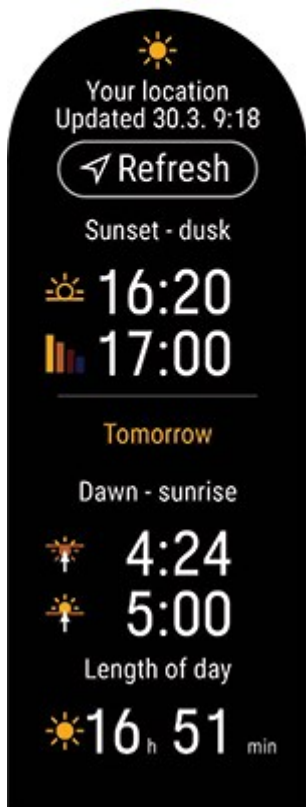 Your location
Updated 30.3. 9:18
Refresh
Sunset - dusk
16:20
17:00
Tomorrow
Dawn - sunrise
4:24
5:00
Length of day
16 h 51 min